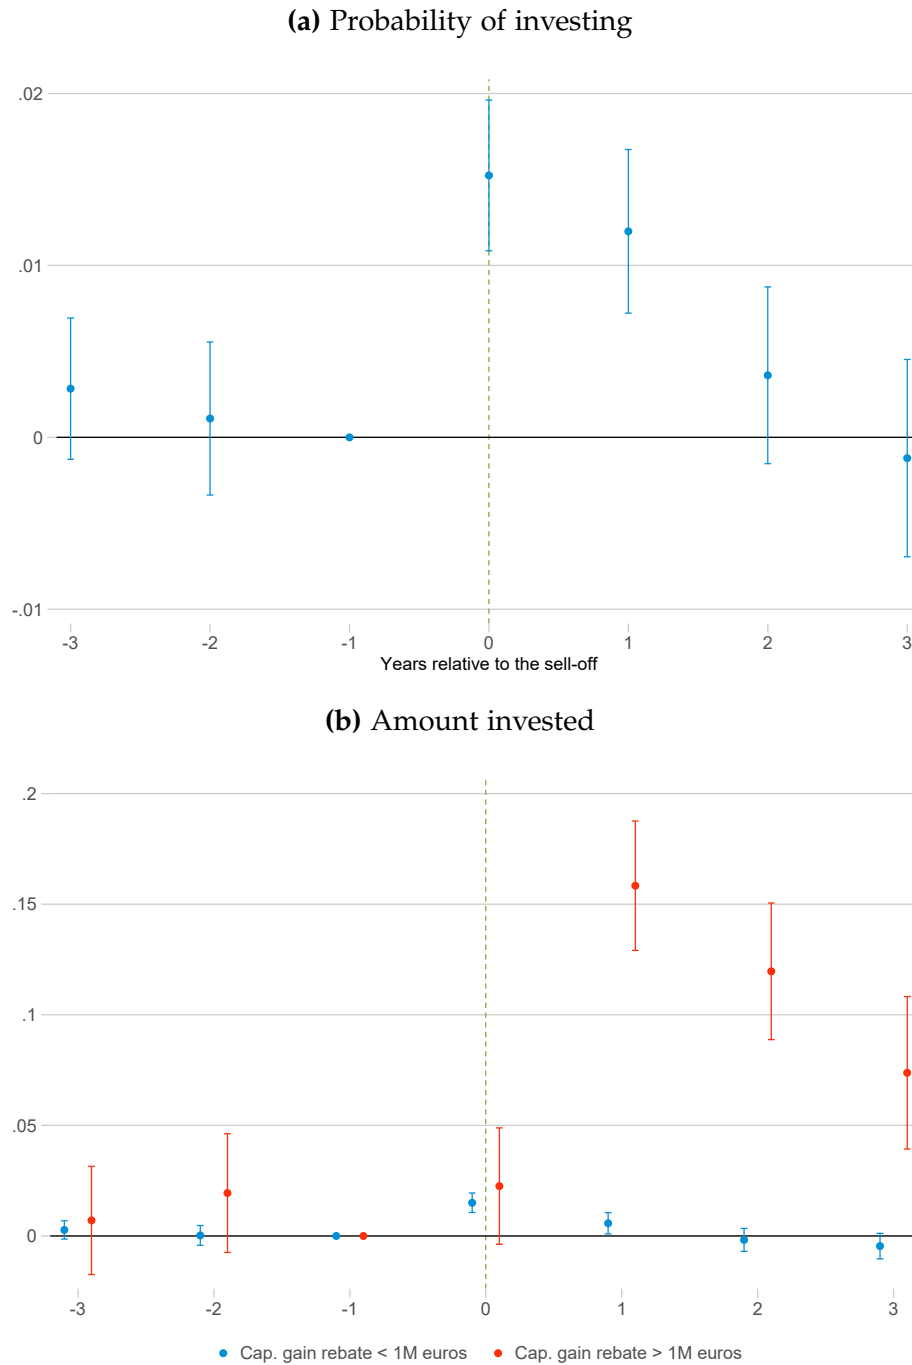 (a) Probability of investing
.02
.01
0
-.01
-3 -2 -1 0 1 2 3
Years relative to the sell-off
(b) Amount invested
.2
.15
.1
.05
0
-3 -2 -1 0 1 2 3
Cap. gain rebate < 1M euros Cap. gain rebate > 1M euros